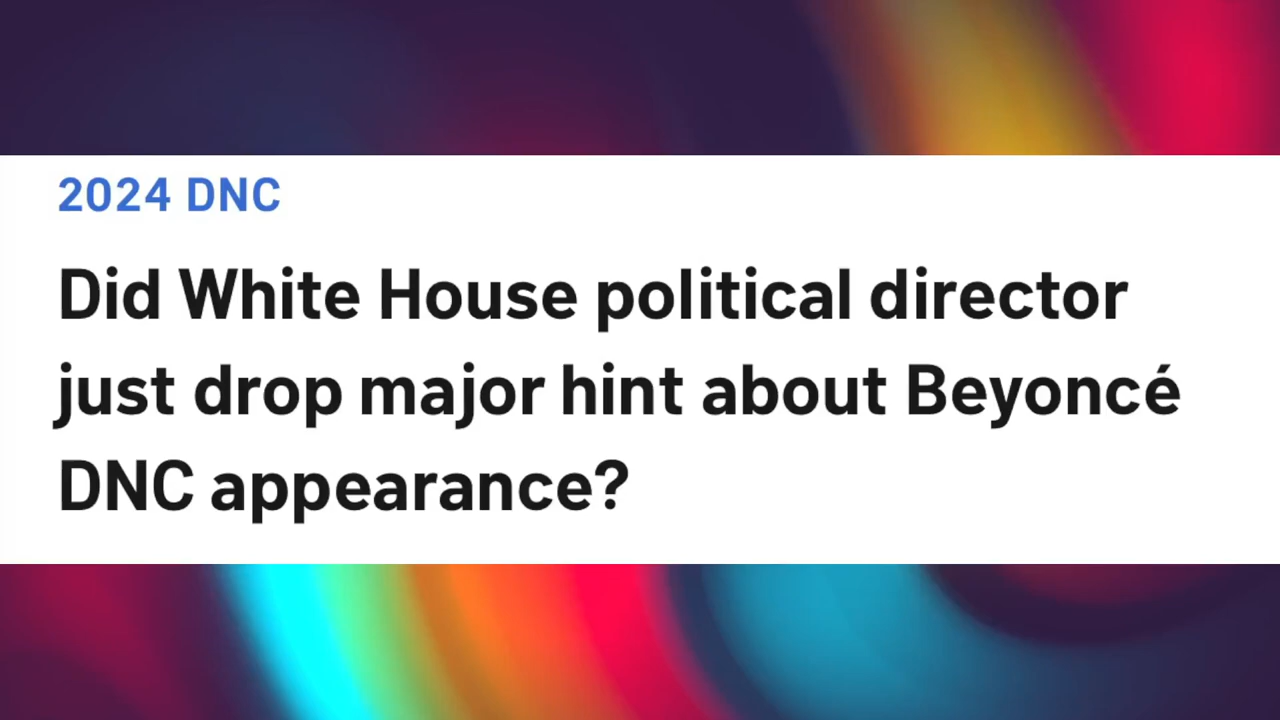 2024 DNC
Did White House political director
just drop major hint about Beyoncé
DNC appearance?